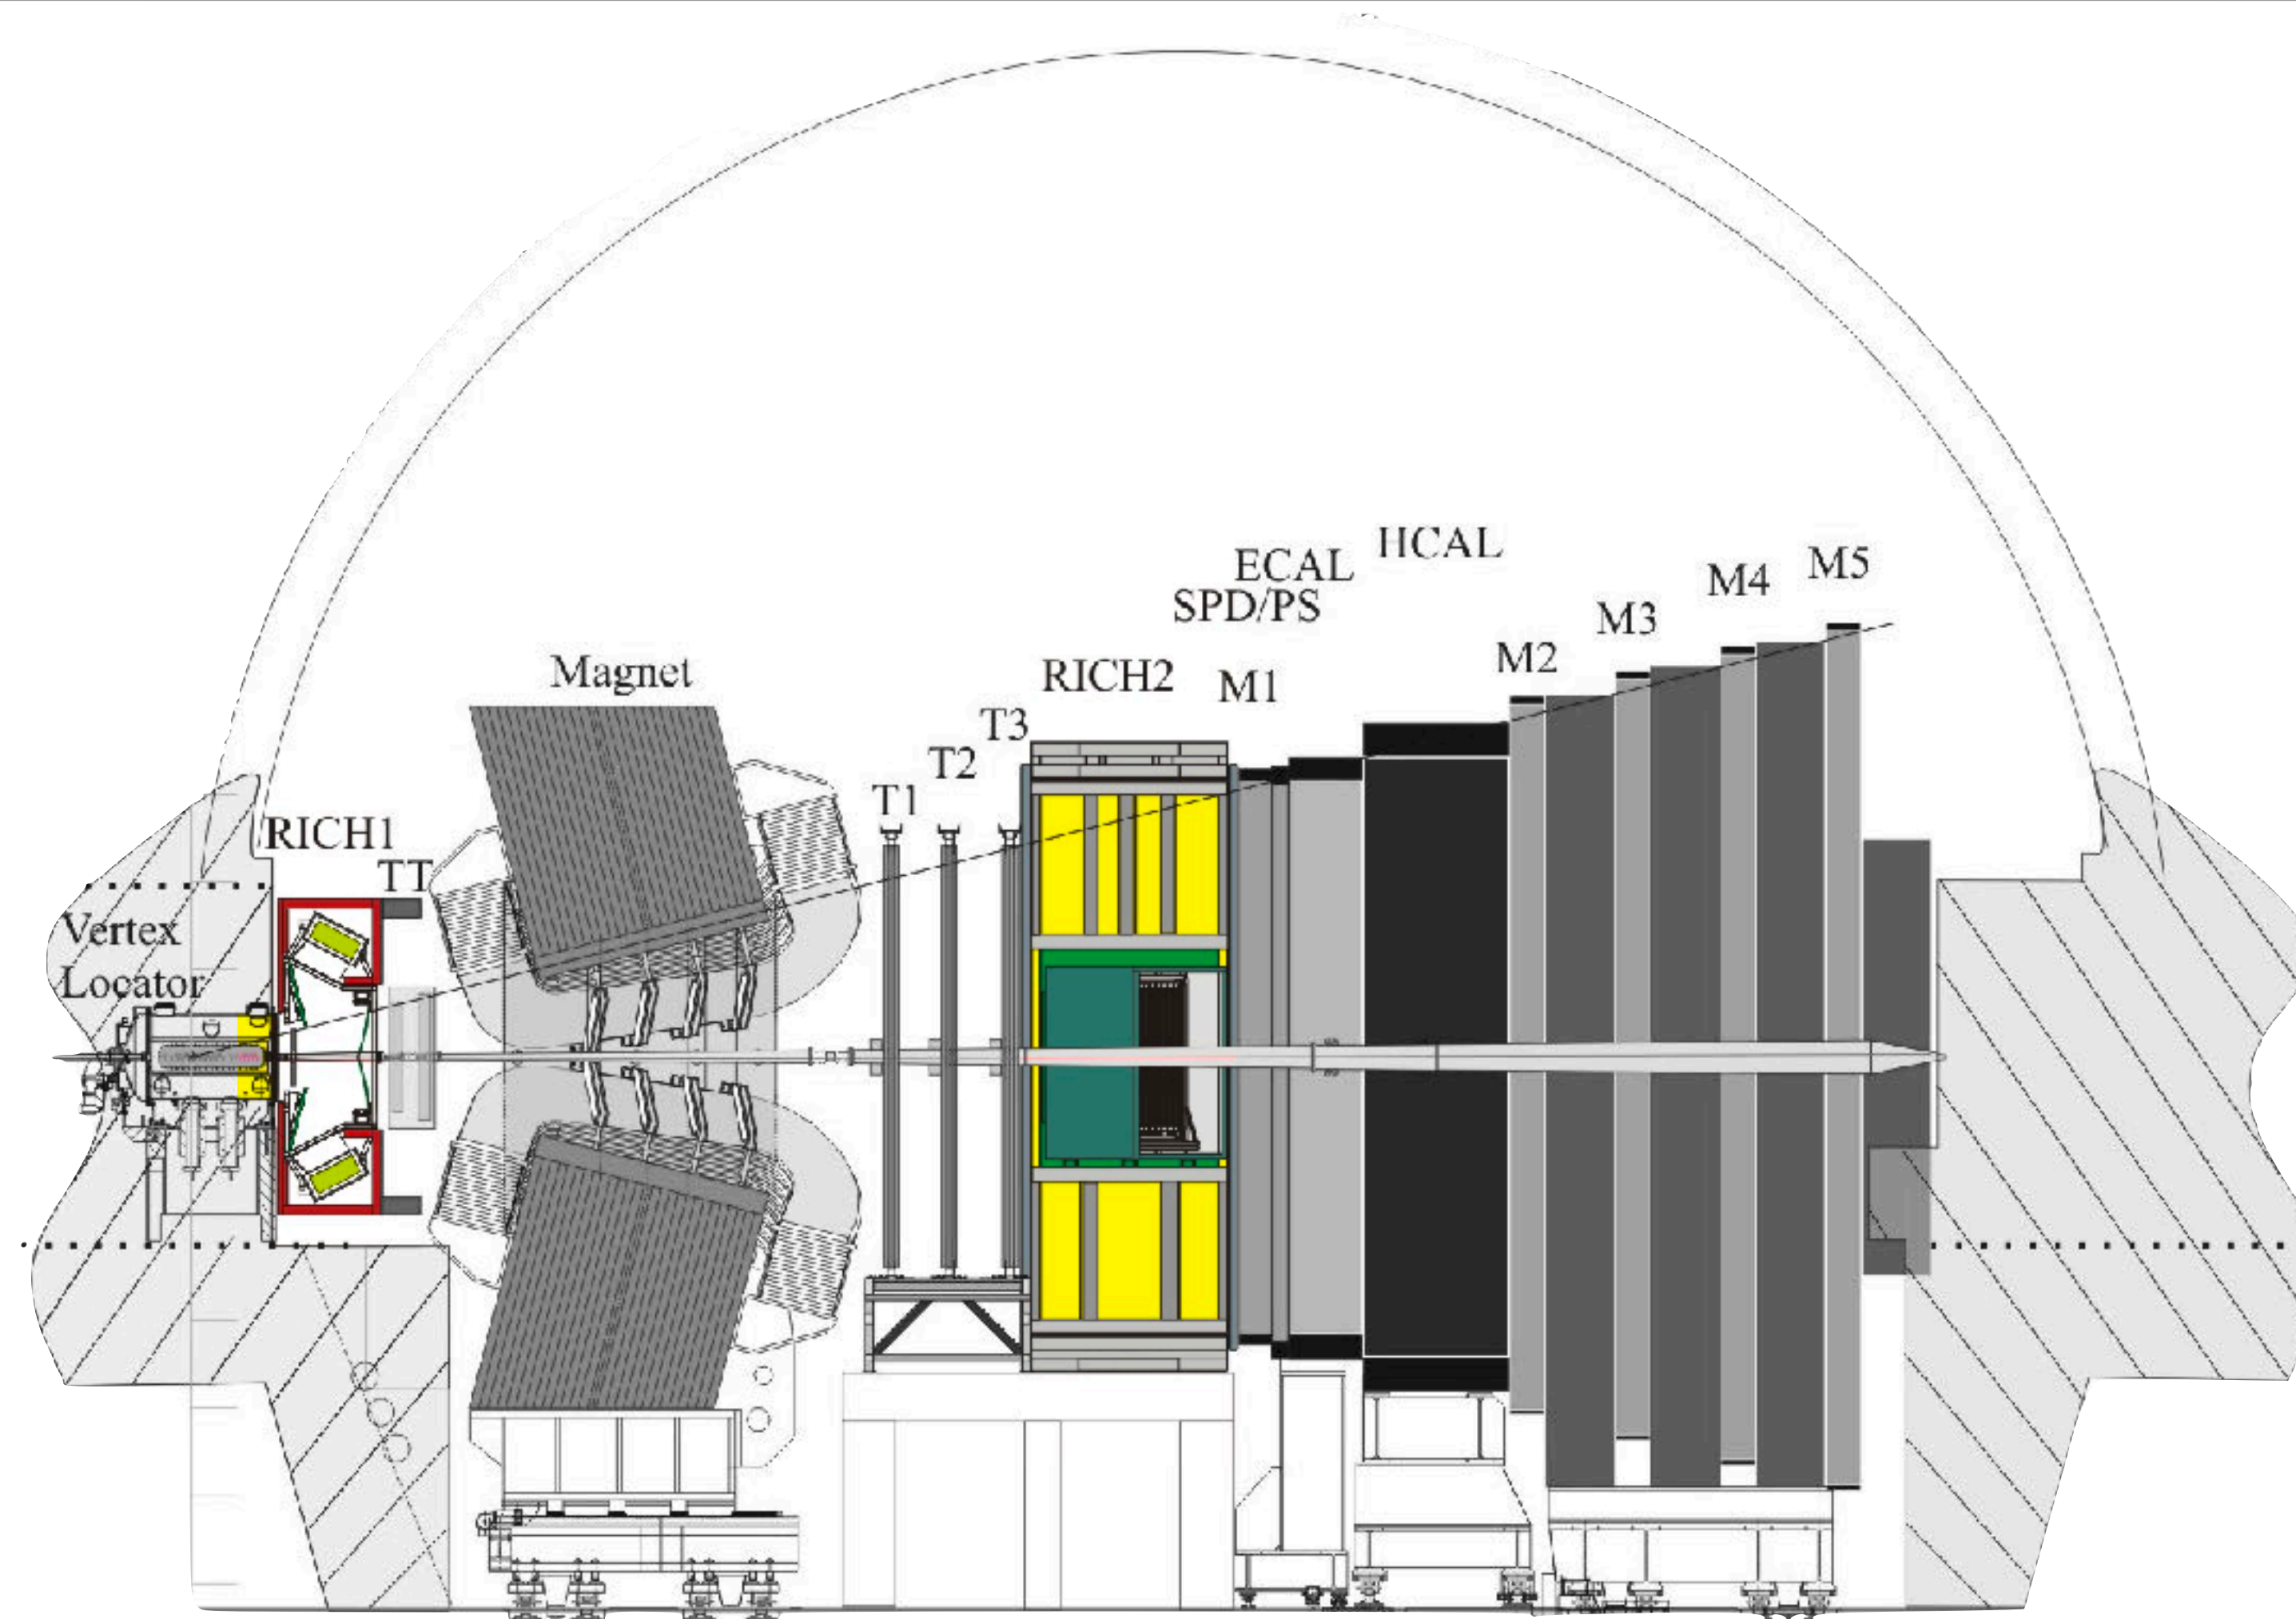 HCAL
ECAL
SPD/PS
M5
M4
M3
M2
M1
RICH2
Magnet
T3
T2
T1
RICH1
TT
Vertex
Locator